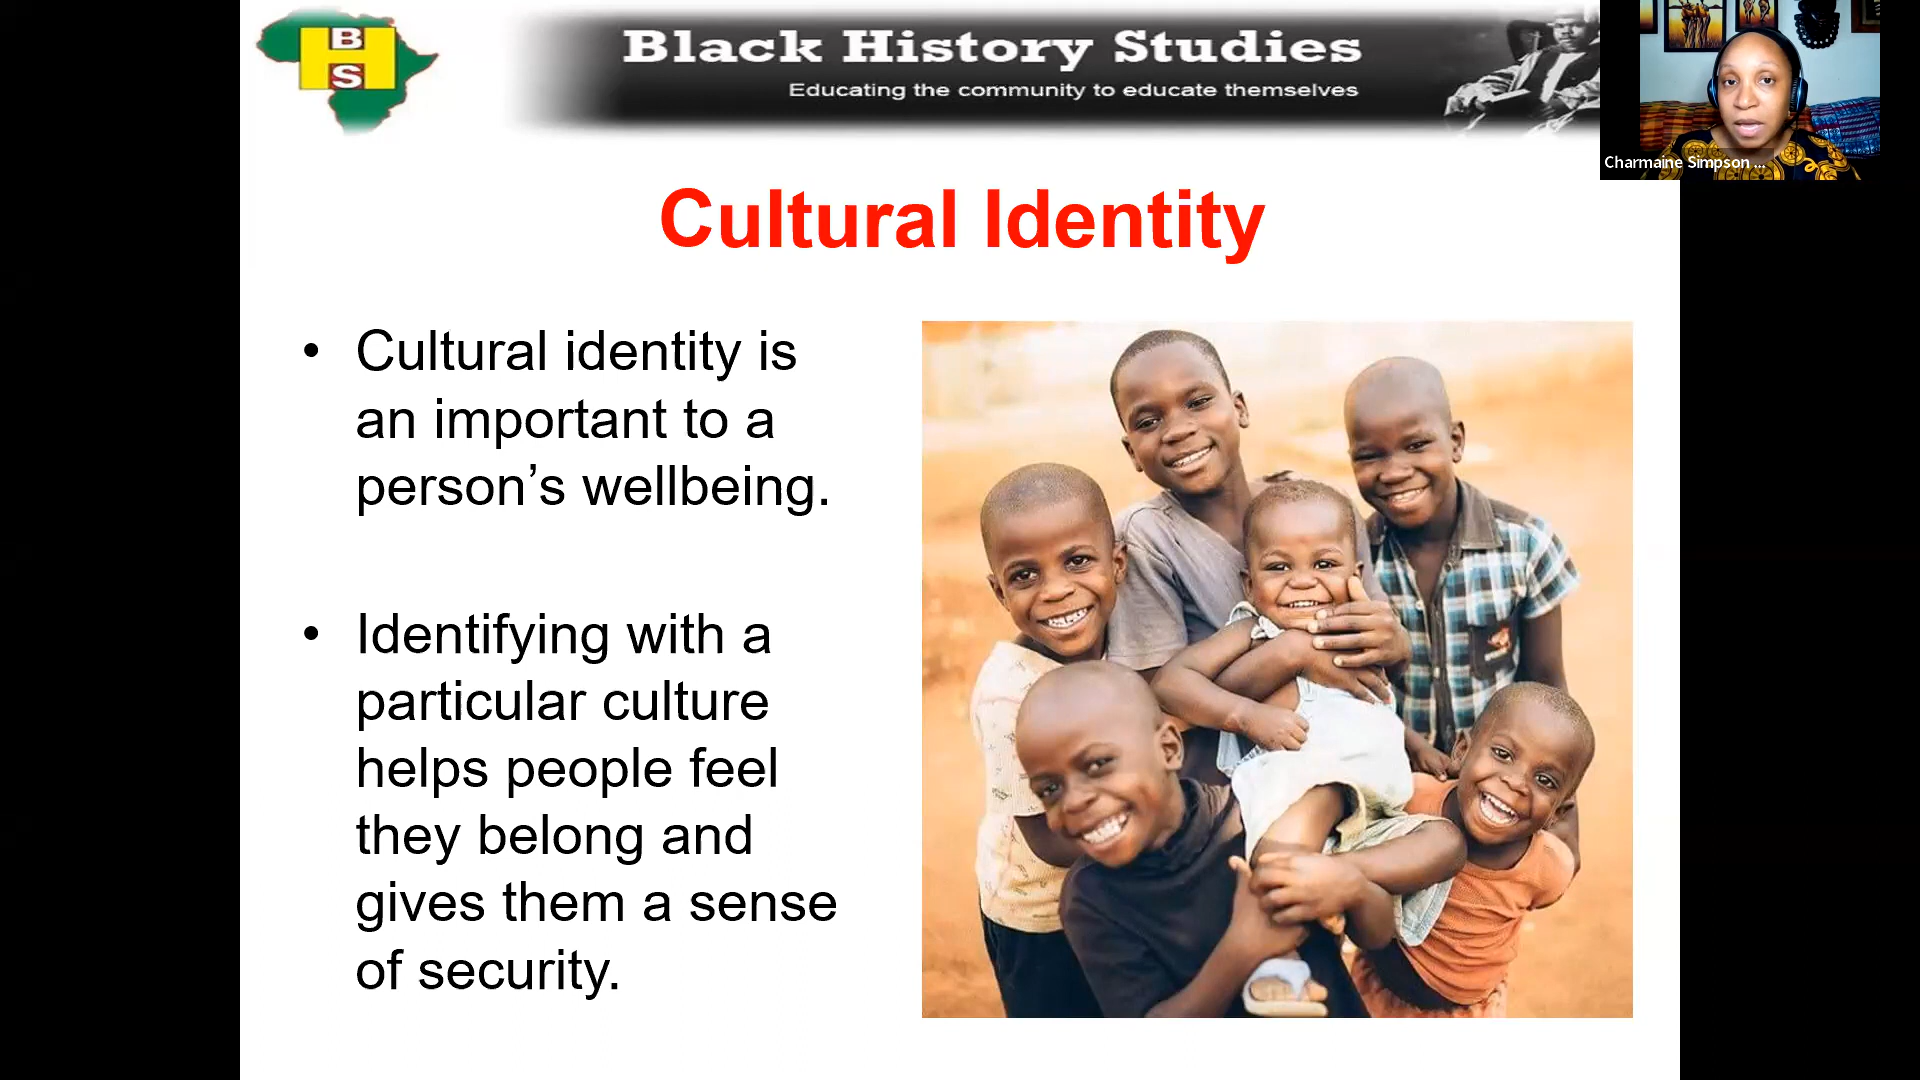 B
H
S
Black History Studies
Educating the community to educate themselves
Charmaine Simpson ...
Cultural Identity
• Cultural identity is
an important to a
person’s wellbeing.
• Identifying with a
particular culture
helps people feel
they belong and
gives them a sense
of security.